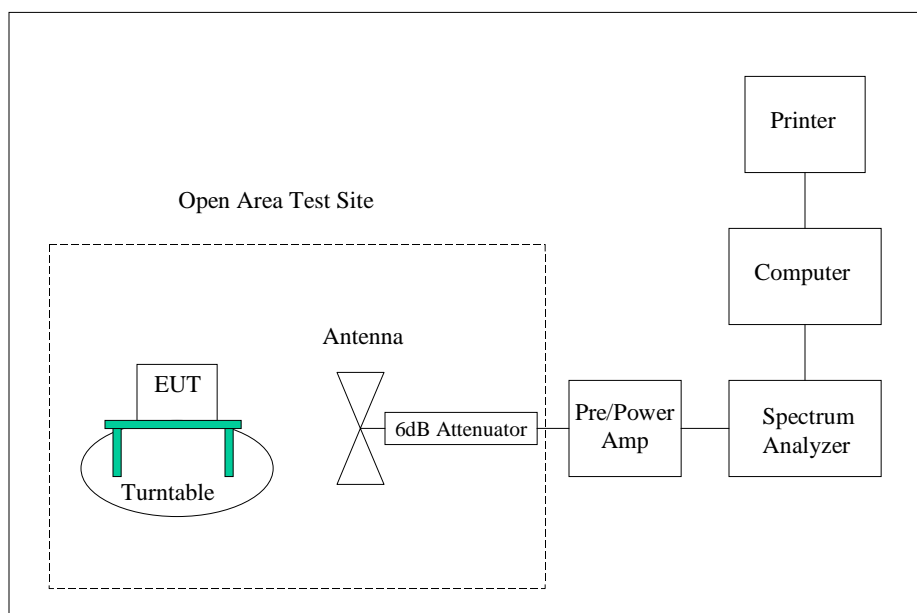 Printer
Open Area Test Site
Computer
Antenna
EUT
6dB Attenuator
Pre/Power
Amp
Spectrum
Analyzer
Turntable